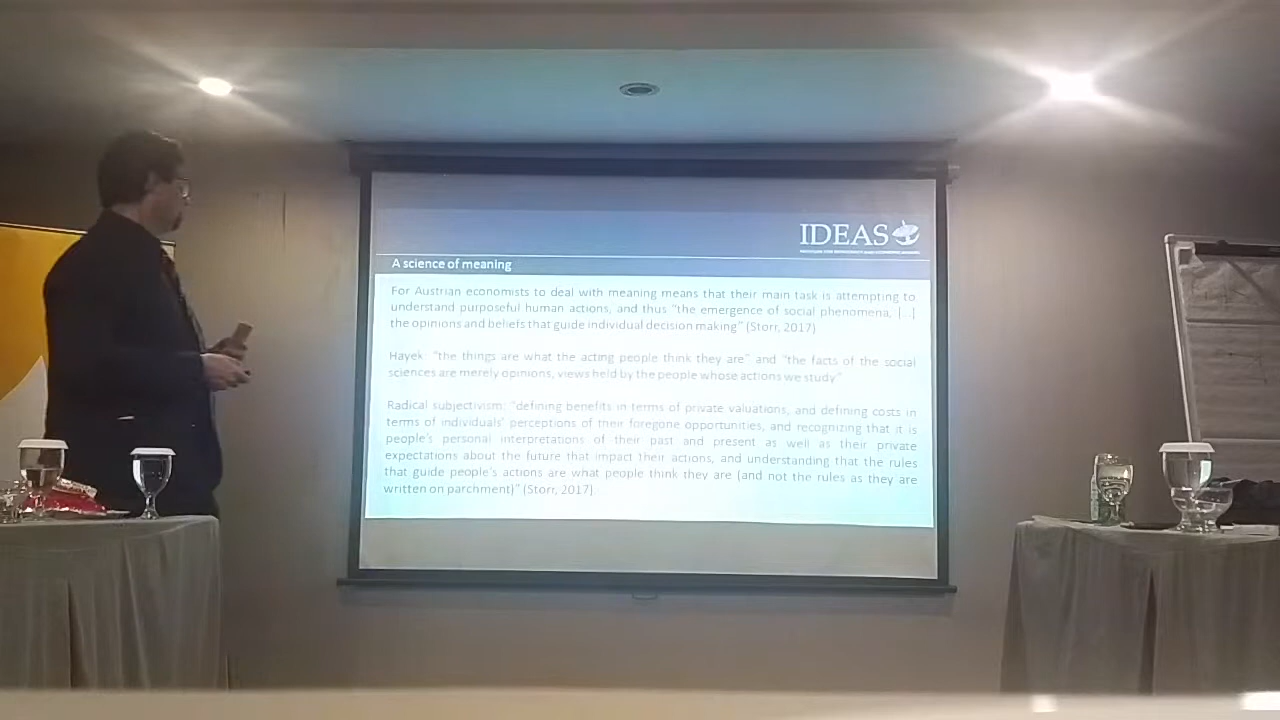 IDEAS
A science of meaning
For Austrian economists to deal with meaning means that their main task is attempting to
understand purposeful human actions, and thus "the emergence of social phenomena, [...]
the opinions and beliefs that guide individual decision making" (Storr, 2017)
Hayek: "the things are what the acting people think they are" and "the facts of the social
sciences are merely opinions, views held by the people whose actions we study"
Radical subjectivism: "defining benefits in terms of private valuations, and defining costs in
terms of individuals' perceptions of their foregone opportunities, and recognizing that it is
people's personal interpretations of their past and present as well as their private
expectations about the future that impact their actions, and understanding that the rules
that guide people's actions are what people think they are (and not the rules as they are
written on parchment)" (Storr, 2017).